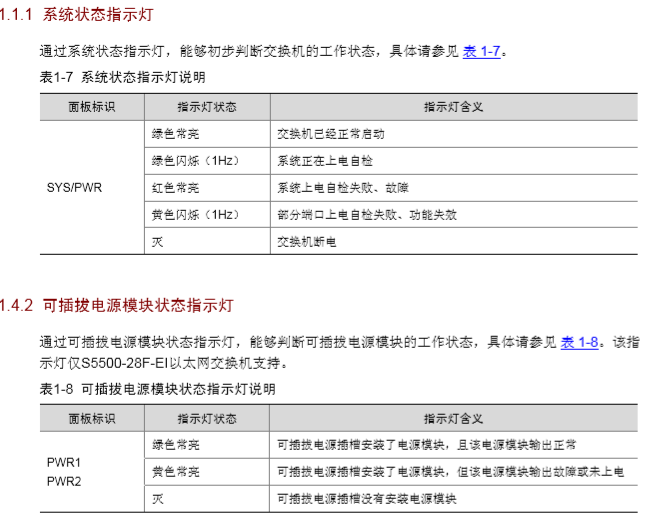 1.1.1 系统状态指示灯
通过系统状态指示灯，能够初步判断交换机的工作状态，具体请参见 表 1-7。
表1-7 系统状态指示灯说明
面板标识 指示灯状态 指示灯含义
绿色常亮 交换机已经正常启动
绿色闪烁（1Hz） 系统正在上电自检
SYS/PWR 红色常亮 系统上电自检失败、故障
黄色闪烁（1Hz） 部分端口上电自检失败、功能失效
灭 交换机断电
1.4.2 可插拔电源模块状态指示灯
通过可插拔电源模块状态指示灯，能够判断可插拔电源模块的工作状态，具体请参见 表 1-8。该指
示灯仅S5500-28F-EI以太网交换机支持。
表1-8 可插拔电源模块状态指示灯说明
面板标识 指示灯状态 指示灯含义
绿色常亮 可插拔电源插槽安装了电源模块，且该电源模块输出正常
PWR1
PWR2
黄色常亮 可插拔电源插槽安装了电源模块，但该电源模块输出故障或未上电
灭 可插拔电源插槽没有安装电源模块